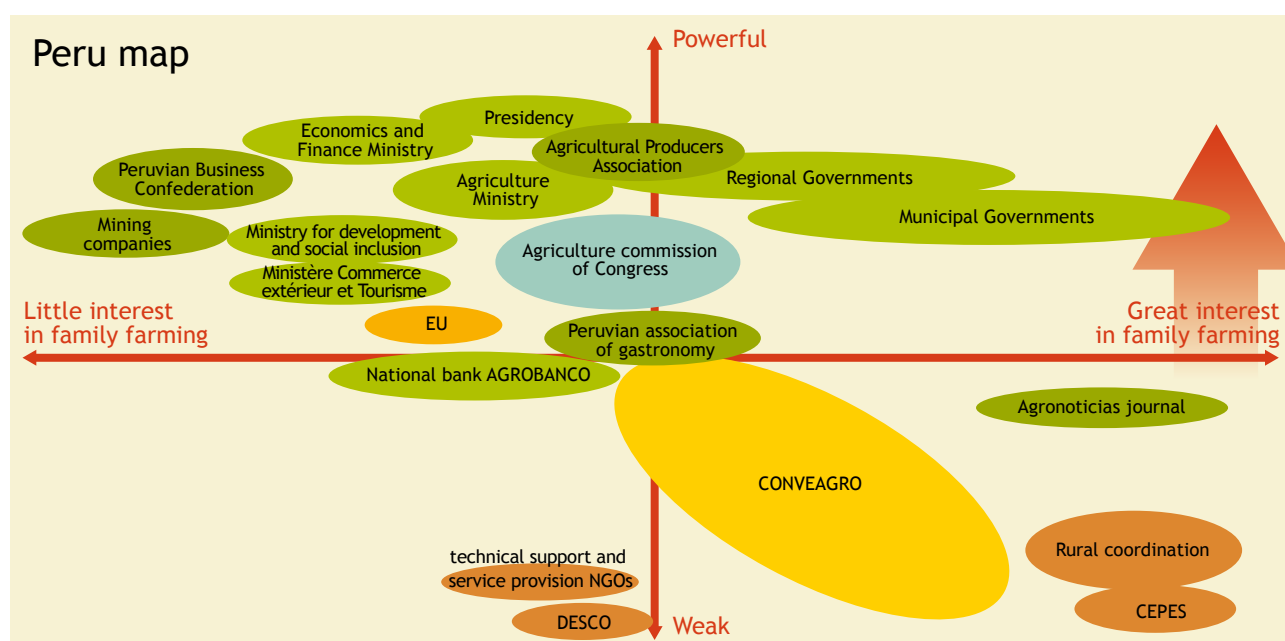 Peru map
Powerful
Presidency
Economics and
Finance Ministry
Agricultural Producers
Association
Peruvian Business
Confederation
Agriculture
Ministry
Regional Governments
Municipal Governments
Mining
companies
Ministry for development
and social inclusion
Agriculture commission
of Congress
Ministère Commerce
extérieur et Tourisme
Little interest
in family farming
EU
Peruvian association
of gastronomy
Great interest
in family farming
National bank AGROBANCO
Agronoticias journal
CONVEAGRO
technical support and
service provision NGOs
Rural coordination
DESCO
Weak
CEPES